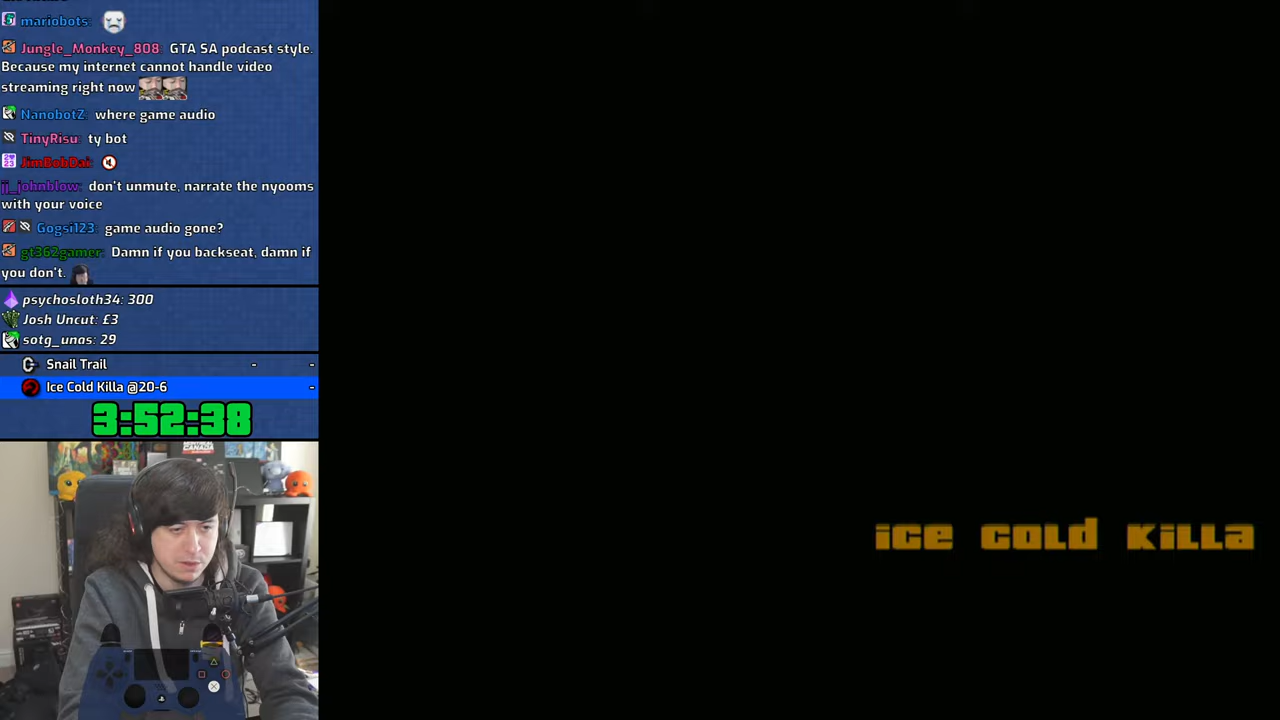 mariobots:
Jungle_Monkey_808: GTA SA podcast style.
Because my internet cannot handle video
streaming right now
NanobotZ: where game audio
TinyRisu: ty bot
JimBobDai:
jj_johnblow: don't unmute, narrate the nyooms
with your voice
Gogsi123: game audio gone?
gt362gamer: Damn if you backseat, damn if
you don't.
psychosloth34: 300
Josh Uncut: £3
sotg_unas: 29
Snail Trail - -
Ice Cold Killa @20-6 -
3:52:38
ice cold killa